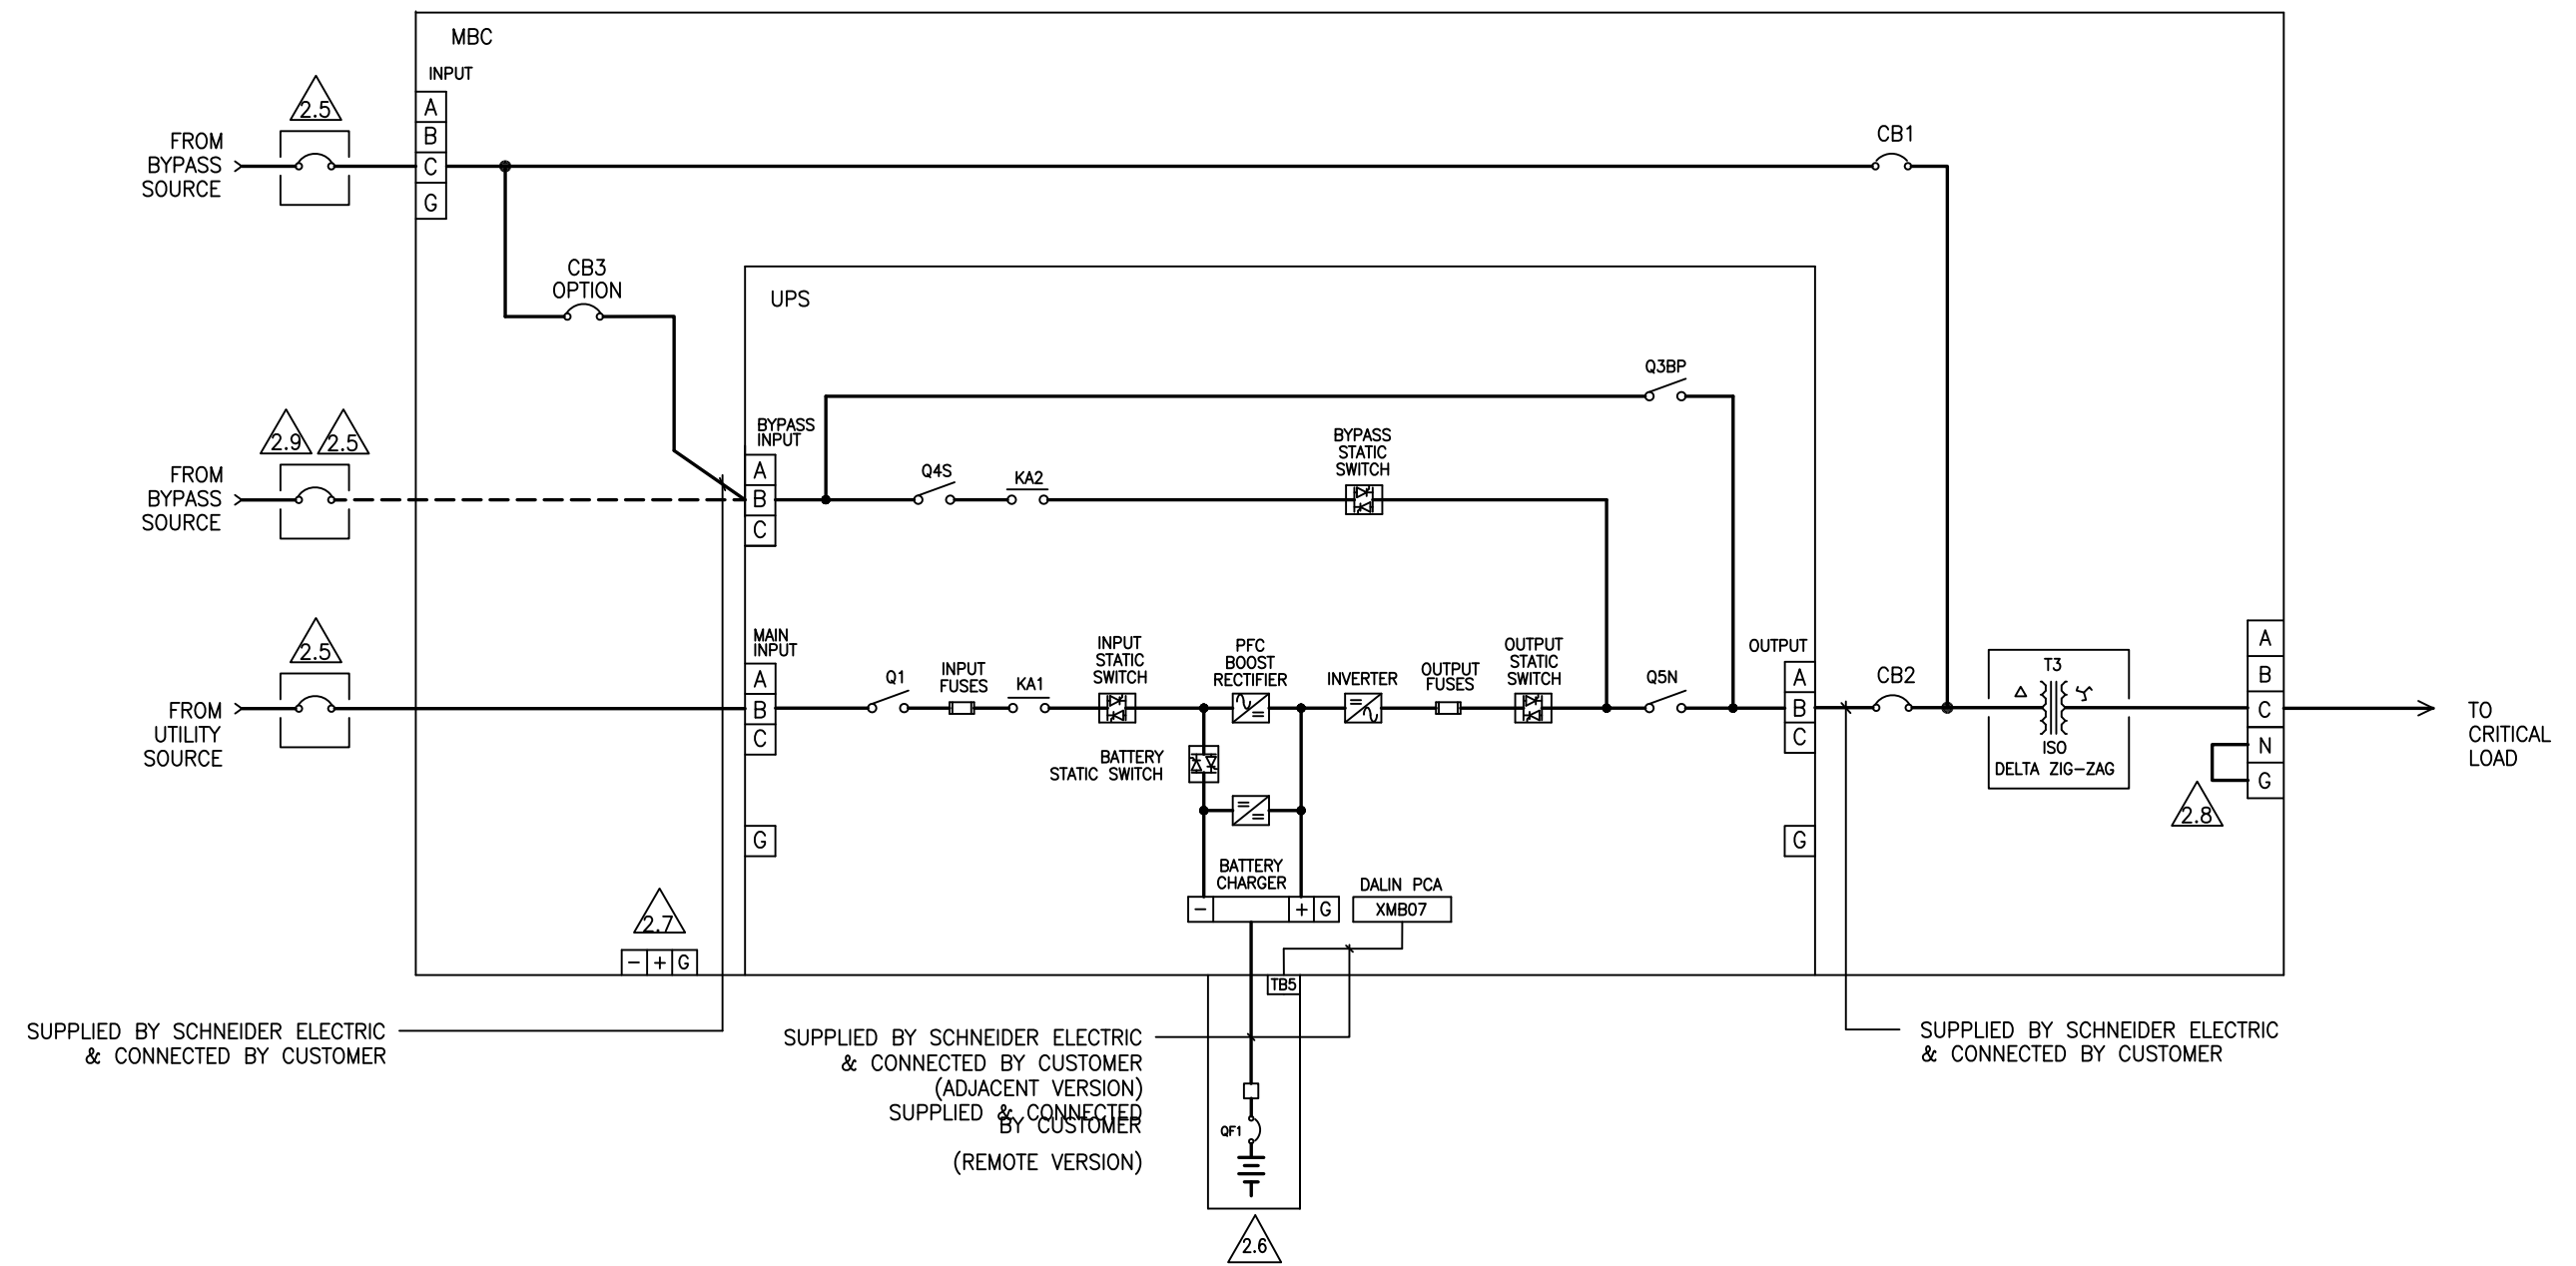 MBC
INPUT
A
B
C
G
2.5
FROM
BYPASS
SOURCE
CB1
CB3
OPTION
UPS
Q3BP
2.9
2.5
FROM
BYPASS
SOURCE
BYPASS
INPUT
A
B
C
Q4S
KA2
BYPASS
STATIC
SWITCH
2.5
FROM
UTILITY
SOURCE
MAIN
INPUT
A
B
C
G
Q1
INPUT
FUSES
KA1
INPUT
STATIC
SWITCH
PFC
BOOST
RECTIFIER
INVERTER
OUTPUT
FUSES
OUTPUT
STATIC
SWITCH
Q5N
OUTPUT
A
B
C
G
CB2
T3
ISO
DELTA ZIG-ZAG
A
B
C
N
G
2.8
TO
CRITICAL
LOAD
BATTERY
STATIC SWITCH
BATTERY
CHARGER
- + G
DALIN PCA
XMB07
2.7
- + G
TB5
SUPPLIED BY SCHNEIDER ELECTRIC
& CONNECTED BY CUSTOMER
SUPPLIED BY SCHNEIDER ELECTRIC
& CONNECTED BY CUSTOMER
(ADJACENT VERSION)
SUPPLIED & CONNECTED
BY CUSTOMER
(REMOTE VERSION)
QF1
2.6
SUPPLIED BY SCHNEIDER ELECTRIC
& CONNECTED BY CUSTOMER